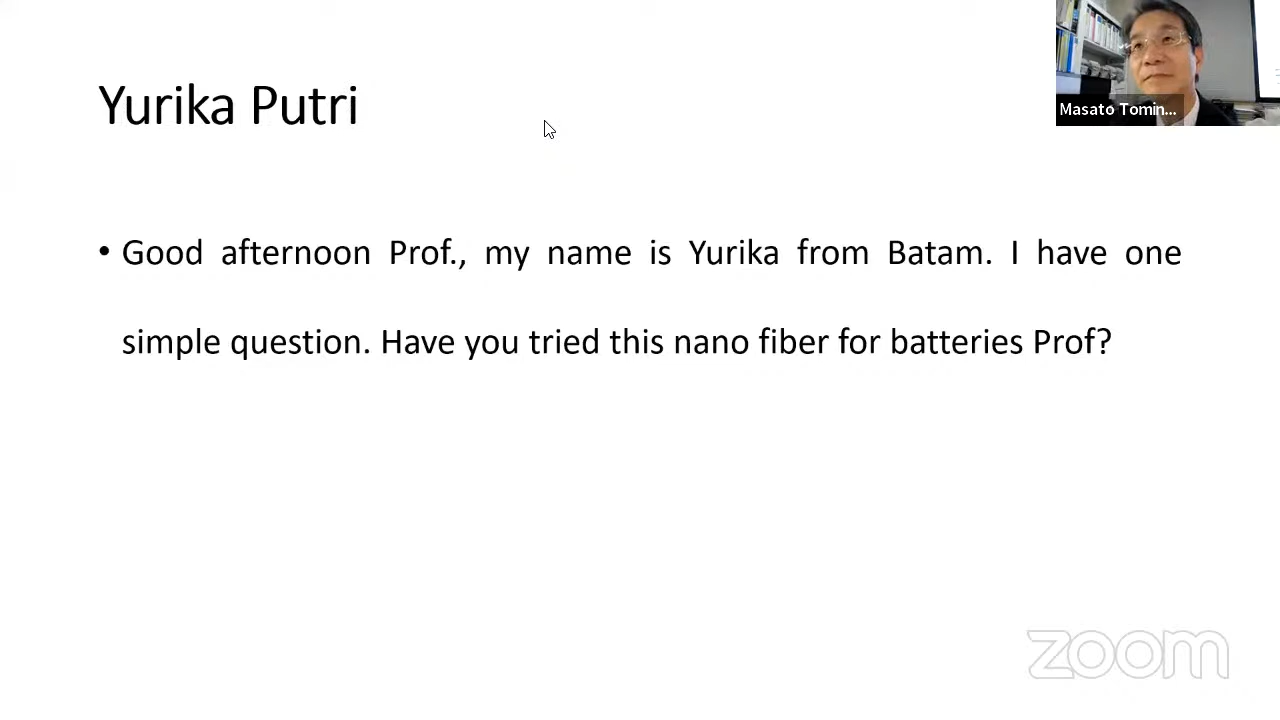 Yurika Putri
Masato Tomin...
• Good afternoon Prof., my name is Yurika from Batam. I have one
simple question. Have you tried this nano fiber for batteries Prof?
zoom